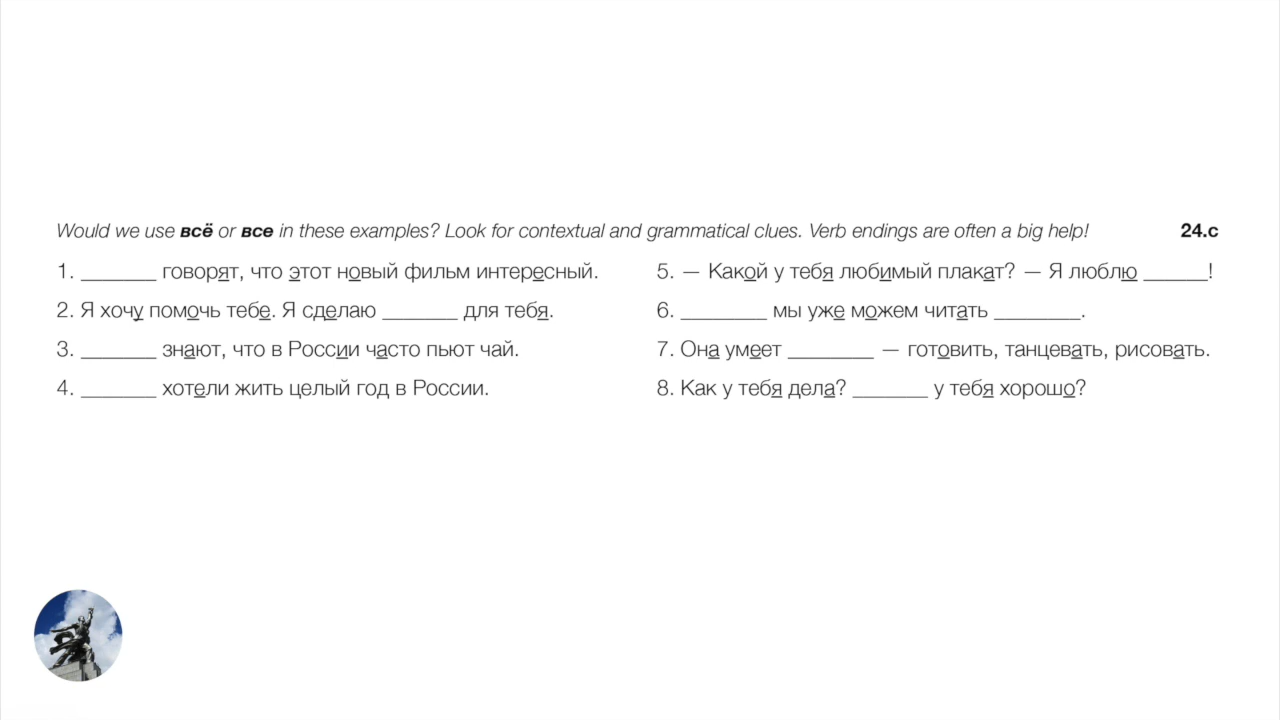 Would we use всё or все in these examples? Look for contextual and grammatical clues. Verb endings are often a big help! 24.c
1. _______ говорят, что этот новый фильм интересный.
2. Я хочу помочь тебе. Я сделаю _______ для тебя.
3. _______ знают, что в России часто пьют чай.
4. _______ хотели жить целый год в России.
5. — Какой у тебя любимый плакат? — Я люблю ______!
6. ________ мы уже можем читать ________.
7. Она умеет ________ — готовить, танцевать, рисовать.
8. Как у тебя дела? _______ у тебя хорошо?